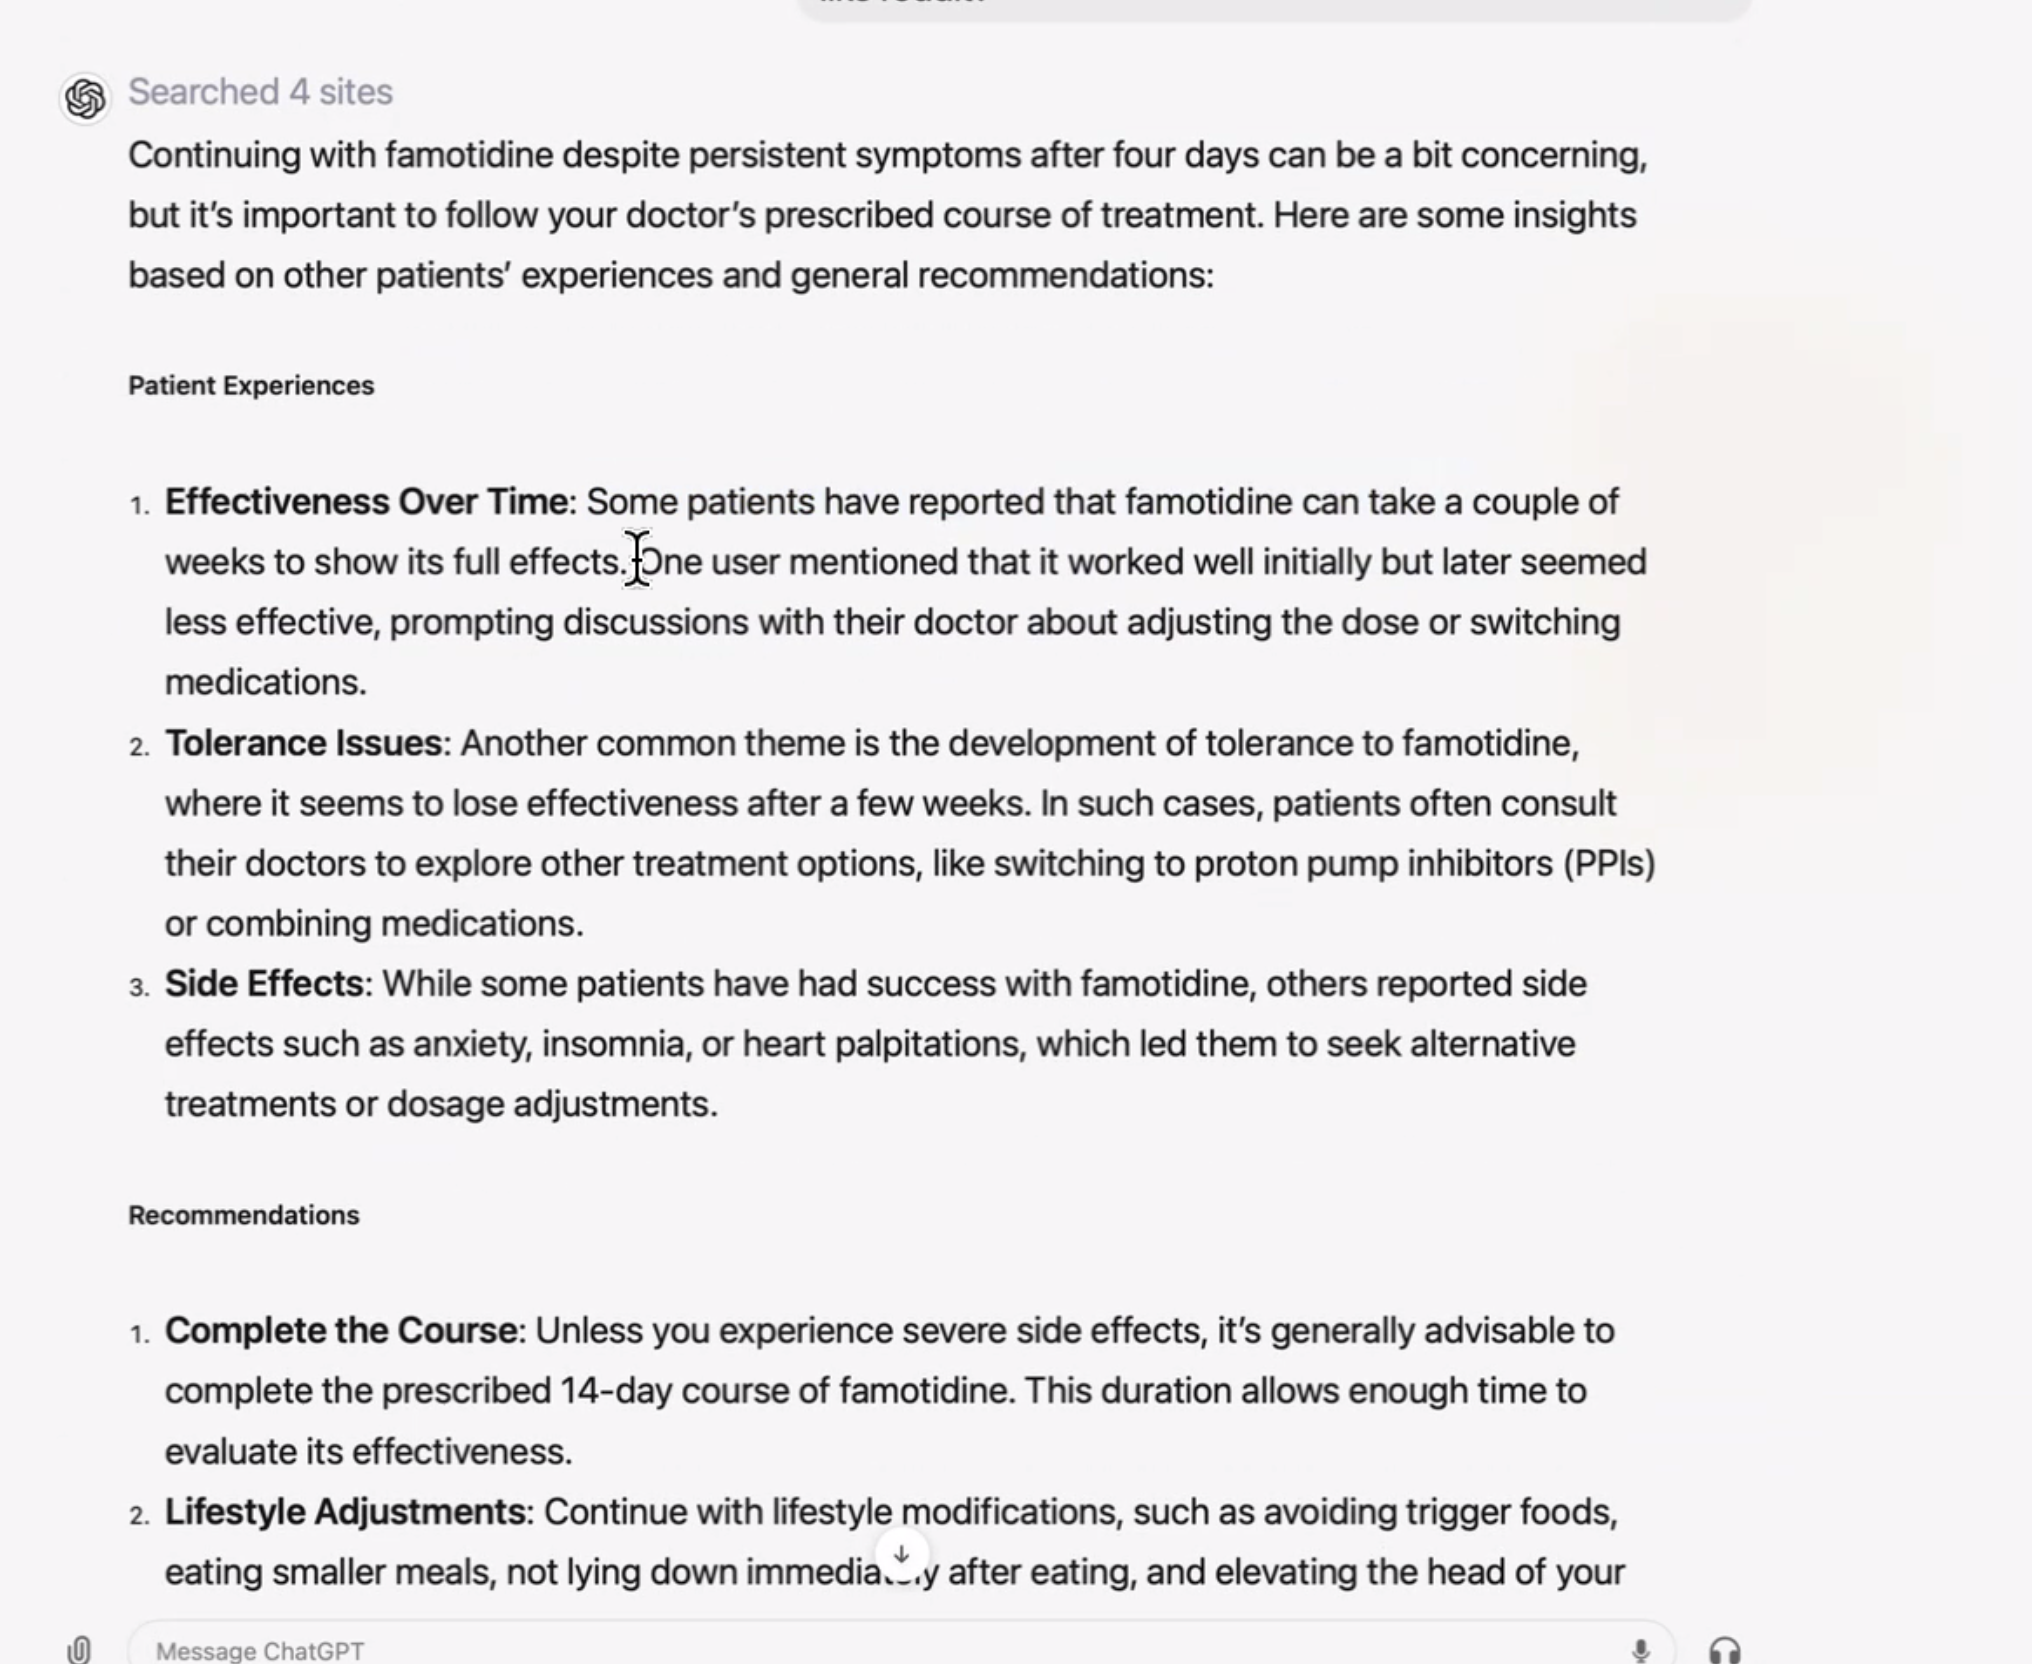 Searched 4 sites
Continuing with famotidine despite persistent symptoms after four days can be a bit concerning,
but it's important to follow your doctor's prescribed course of treatment. Here are some insights
based on other patients' experiences and general recommendations:
Patient Experiences
1. Effectiveness Over Time: Some patients have reported that famotidine can take a couple of
weeks to show its full effects. One user mentioned that it worked well initially but later seemed
less effective, prompting discussions with their doctor about adjusting the dose or switching
medications.
2. Tolerance Issues: Another common theme is the development of tolerance to famotidine,
where it seems to lose effectiveness after a few weeks. In such cases, patients often consult
their doctors to explore other treatment options, like switching to proton pump inhibitors (PPIs)
or combining medications.
3. Side Effects: While some patients have had success with famotidine, others reported side
effects such as anxiety, insomnia, or heart palpitations, which led them to seek alternative
treatments or dosage adjustments.
Recommendations
1. Complete the Course: Unless you experience severe side effects, it's generally advisable to
complete the prescribed 14-day course of famotidine. This duration allows enough time to
evaluate its effectiveness.
2. Lifestyle Adjustments: Continue with lifestyle modifications, such as avoiding trigger foods,
eating smaller meals, not lying down immediately after eating, and elevating the head of your
Message ChatGPT